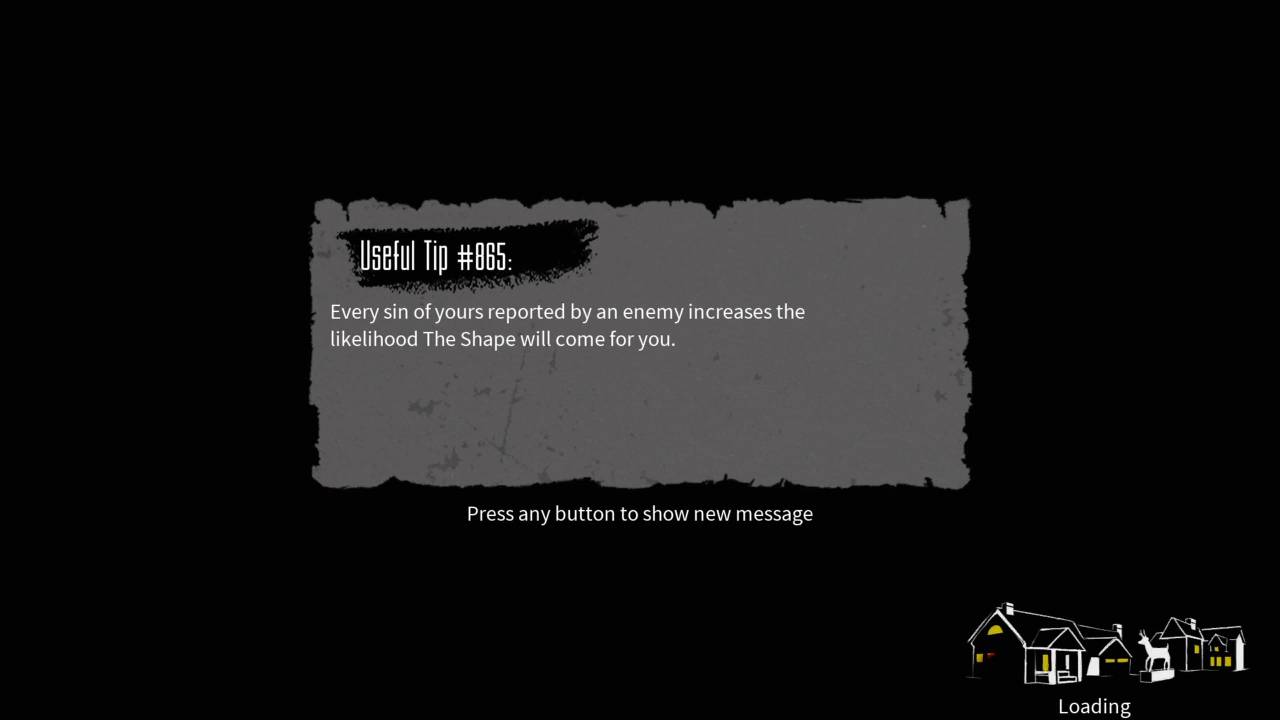 Useful Tip #865:
Every sin of yours reported by an enemy increases the
likelihood The Shape will come for you.
Press any button to show new message
Loading